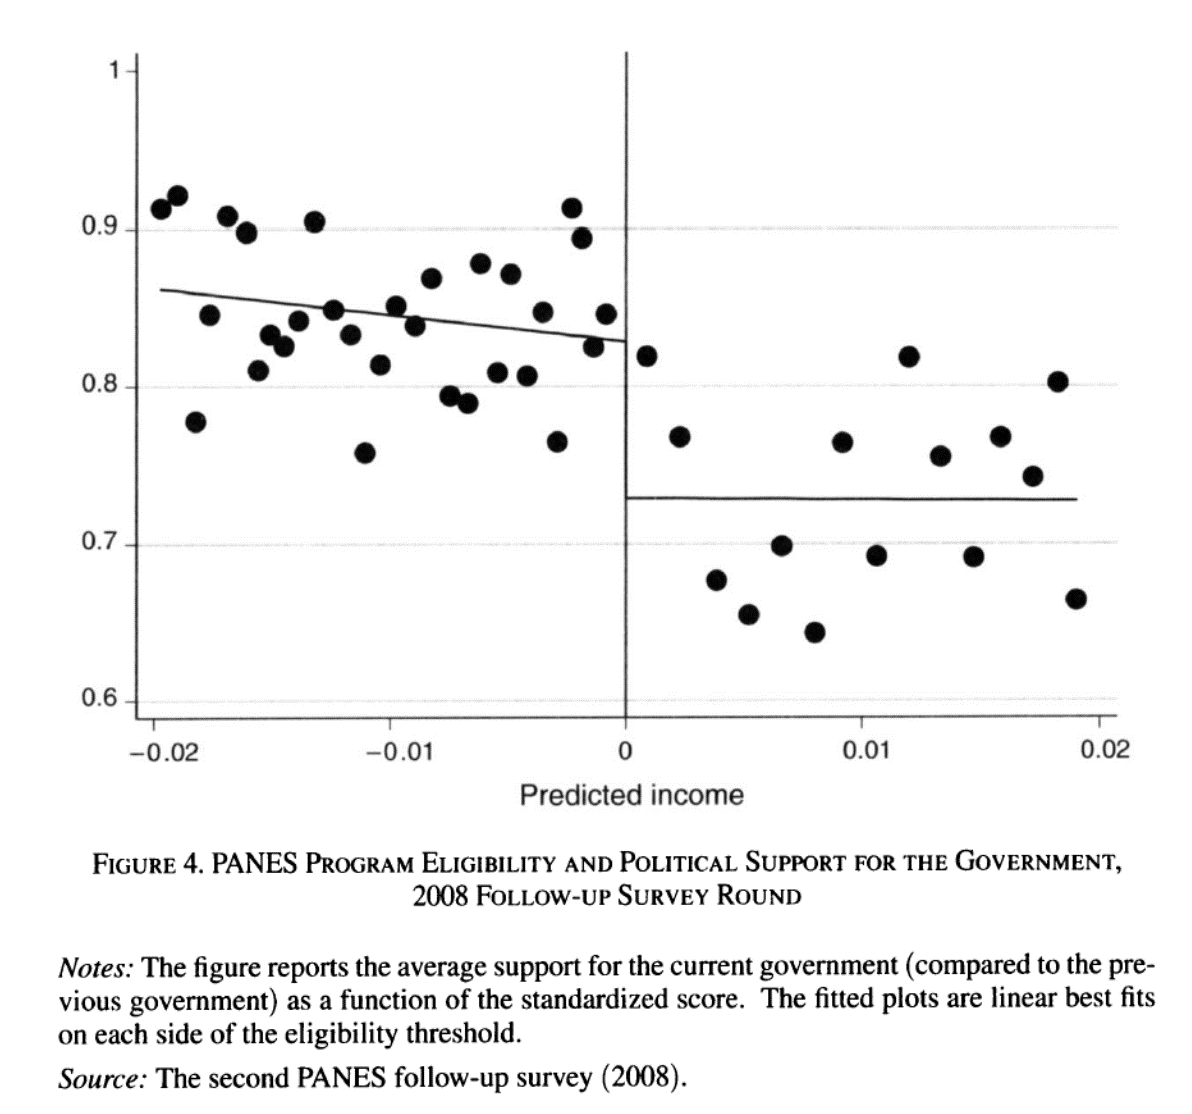 1
0.9
0.8
0.7
0.6
−0.02 −0.01 0 0.01 0.02
Predicted income
FIGURE 4. PANES PROGRAM ELIGIBILITY AND POLITICAL SUPPORT FOR THE GOVERNMENT,
2008 FOLLOW-UP SURVEY ROUND
Notes: The figure reports the average support for the current government (compared to the pre-
vious government) as a function of the standardized score. The fitted plots are linear best fits
on each side of the eligibility threshold.
Source: The second PANES follow-up survey (2008).